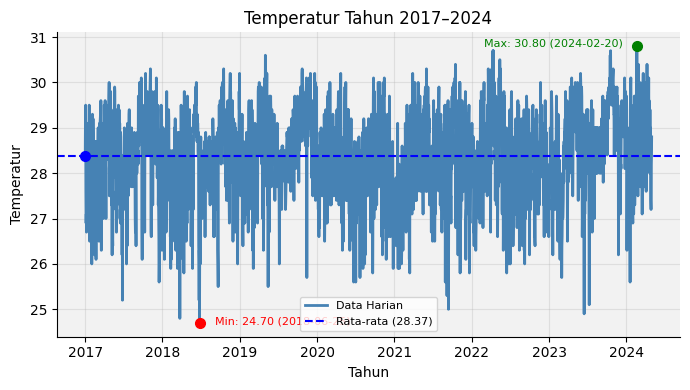 Temperatur Tahun 2017–2024
Max: 30.80 (2024-02-20)
31
30
29
28
27
26
25
Temperatur
Min: 24.70
Data Harian
Rata-rata (28.37)
2017
2018
2019
2020
2021
2022
2023
2024
Tahun